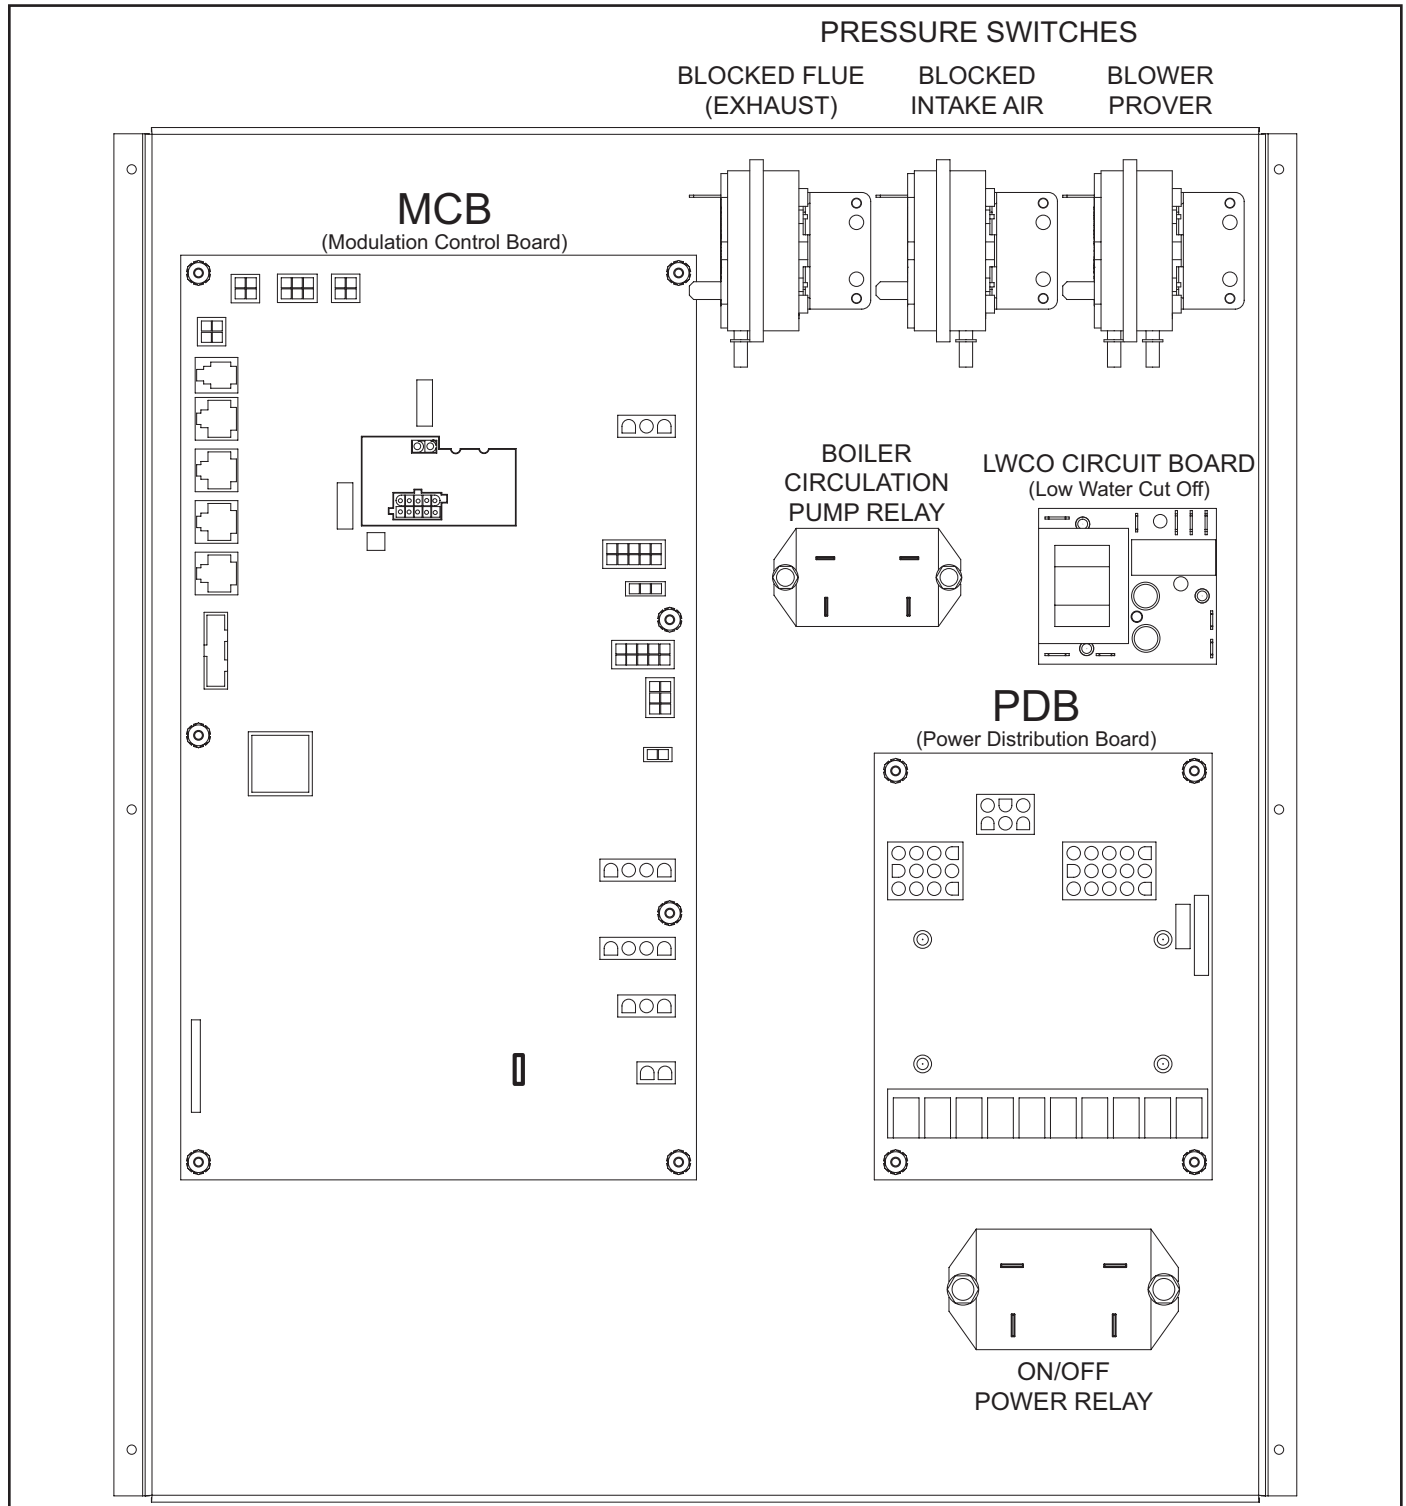 PRESSURE SWITCHES
BLOCKED FLUE
(EXHAUST)
BLOCKED
INTAKE AIR
BLOWER
PROVER
MCB
(Modulation Control Board)
BOILER
CIRCULATION
PUMP RELAY
LWCO CIRCUIT BOARD
(Low Water Cut Off)
PDB
(Power Distribution Board)
ON/OFF
POWER RELAY